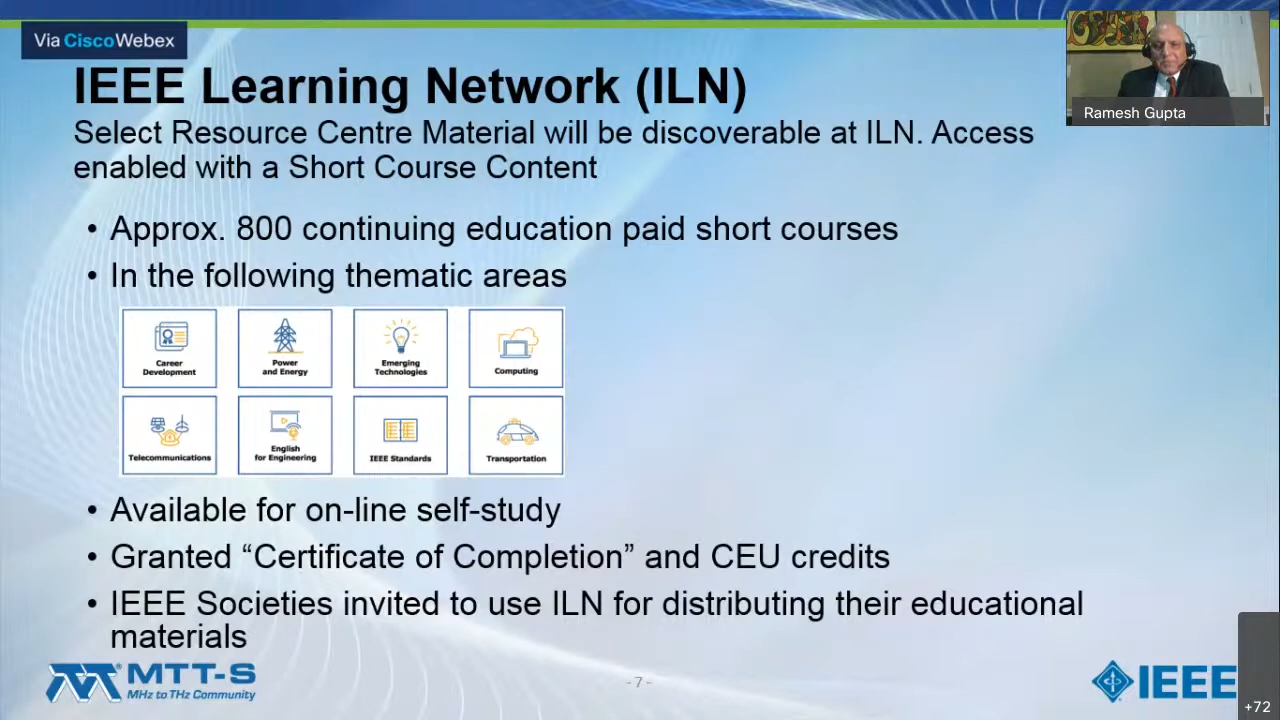 Via CiscoWebex
Ramesh Gupta
IEEE Learning Network (ILN)
Select Resource Centre Material will be discoverable at ILN. Access
enabled with a Short Course Content
• Approx. 800 continuing education paid short courses
• In the following thematic areas
Career
Development
Power
and Energy
Emerging
Technologies
Computing
Telecommunications
English
for Engineering
IEEE Standards
Transportation
• Available for on-line self-study
• Granted “Certificate of Completion” and CEU credits
• IEEE Societies invited to use ILN for distributing their educational
materials
MTT-S
MHz to THz Community
- 7 -
IEEE
+72